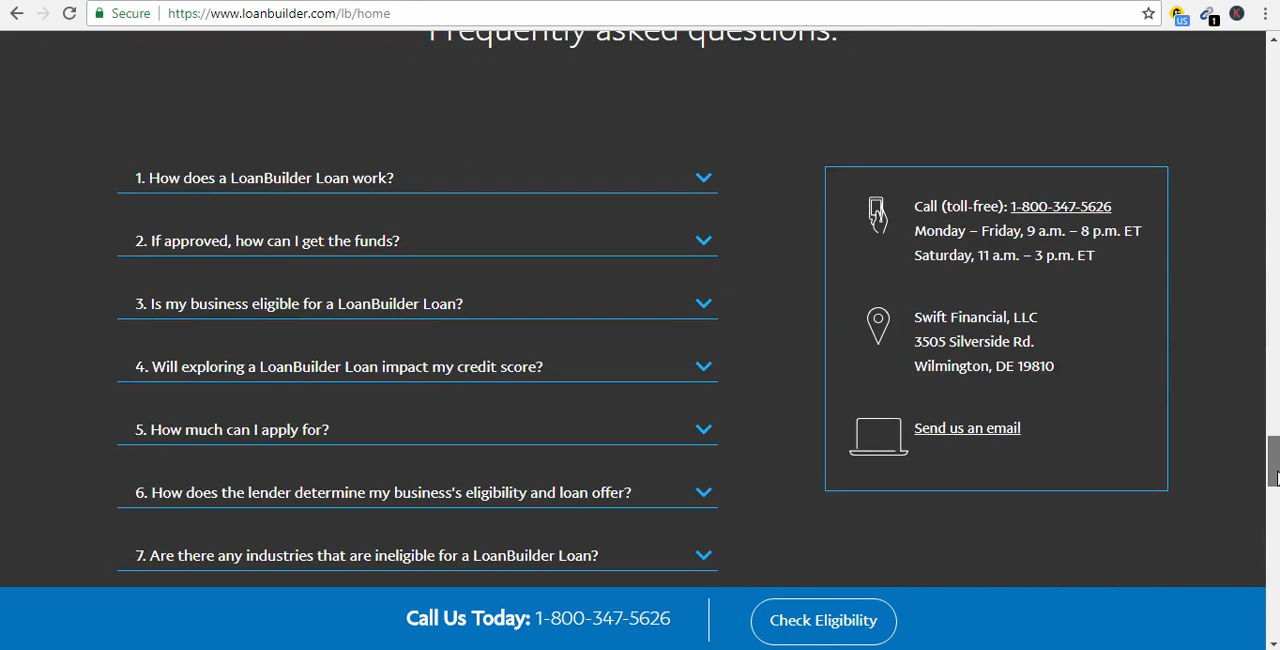 Secure https://www.loanbuilder.com/lb/home
US
1
K
Frequently asked questions.
1. How does a LoanBuilder Loan work?
2. If approved, how can I get the funds?
3. Is my business eligible for a LoanBuilder Loan?
4. Will exploring a LoanBuilder Loan impact my credit score?
5. How much can I apply for?
6. How does the lender determine my business's eligibility and loan offer?
7. Are there any industries that are ineligible for a LoanBuilder Loan?
Call (toll-free): 1-800-347-5626
Monday – Friday, 9 a.m. – 8 p.m. ET
Saturday, 11 a.m. – 3 p.m. ET
Swift Financial, LLC
3505 Silverside Rd.
Wilmington, DE 19810
Send us an email
Call Us Today: 1-800-347-5626
Check Eligibility